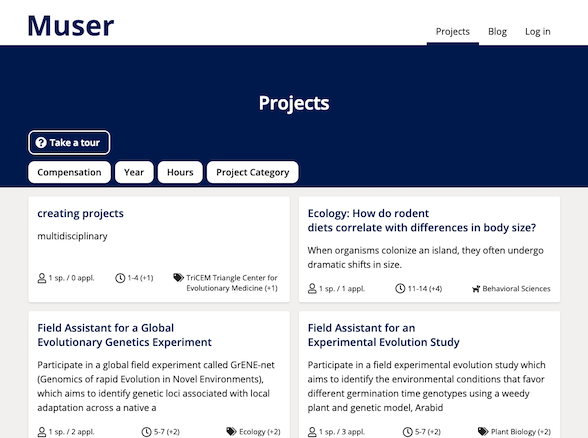 Muser
Projects Blog Log in
Projects
Take a tour
Compensation Year Hours Project Category
creating projects
multidisciplinary
1 sp. / 0 appl. 1-4 (+1) TriCEM Triangle Center for
Evolutionary Medicine (+1)
Ecology: How do rodent
diets correlate with differences in body size?
When organisms colonize an island, they often undergo
dramatic shifts in size.
1 sp. / 1 appl. 11-14 (+4) Behavioral Sciences
Field Assistant for a Global
Evolutionary Genetics Experiment
Participate in a global field experiment called GrENE-net
(Genomics of rapid Evolution in Novel Environments),
which aims to identify genetic loci associated with local
adaptation across a native a
1 sp. / 2 appl. 5-7 (+2) Ecology (+2)
Field Assistant for an
Experimental Evolution Study
Participate in a field experimental evolution study which
aims to identify the environmental conditions that favor
different germination time genotypes using a weedy
plant and genetic model, Arabid
1 sp. / 3 appl. 5-7 (+2) Plant Biology (+2)